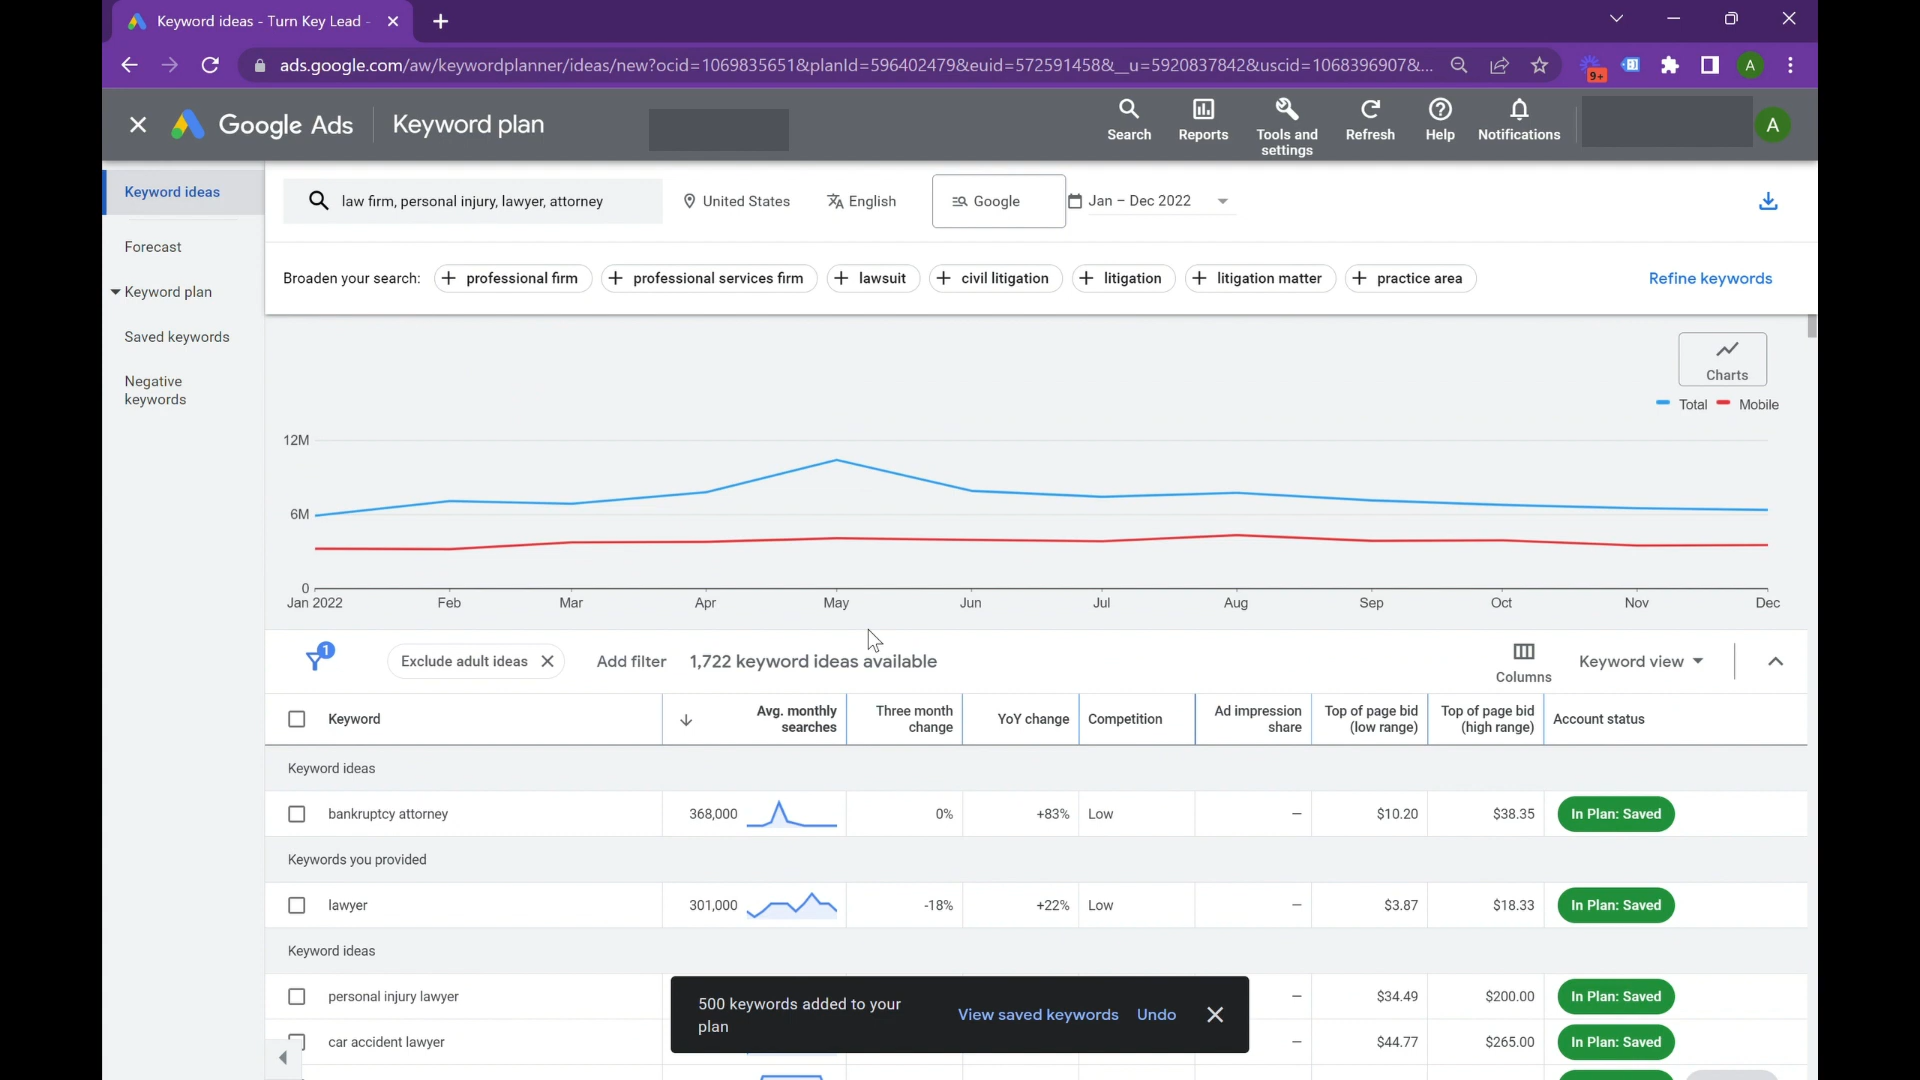 Keyword ideas - Turn Key Lead -
ads.google.com/aw/keywordplanner/ideas/new?ocid=1069835651&planId=596402479&euid=572591458&__u=5920837842&uscid=1068396907&...
9+
A
Google Ads
Keyword plan
Search
Reports
Tools and settings
Refresh
Help
Notifications
A
Keyword ideas
Forecast
Keyword plan
Saved keywords
Negative
keywords
law firm, personal injury, lawyer, attorney
United States
English
Google
Jan – Dec 2022
Broaden your search:
professional firm
professional services firm
lawsuit
civil litigation
litigation
litigation matter
practice area
Refine keywords
Charts
Total
Mobile
12M
6M
0
Jan 2022
Feb
Mar
Apr
May
Jun
Jul
Aug
Sep
Oct
Nov
Dec
1
Exclude adult ideas
Add filter
1,722 keyword ideas available
Columns
Keyword view
Keyword
Avg. monthly
searches
Three month
change
YoY change
Competition
Ad impression
share
Top of page bid
(low range)
Top of page bid
(high range)
Account status
Keyword ideas
bankruptcy attorney 368,000 0% +83% Low – $10.20 $38.35 In Plan: Saved
Keywords you provided
lawyer 301,000 -18% +22% Low – $3.87 $18.33 In Plan: Saved
Keyword ideas
personal injury lawyer – $34.49 $200.00 In Plan: Saved
car accident lawyer – $44.77 $265.00 In Plan: Saved
500 keywords added to your
plan
View saved keywords
Undo